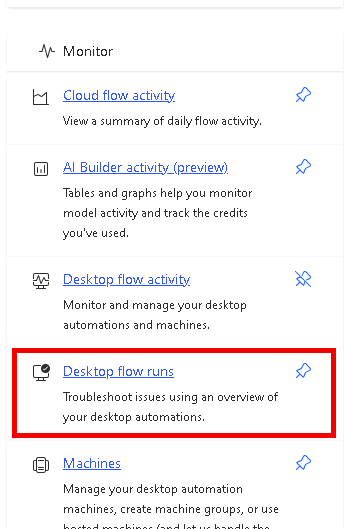 Monitor
Cloud flow activity
View a summary of daily flow activity.
AI Builder activity (preview)
Tables and graphs help you monitor
model activity and track the credits
you've used.
Desktop flow activity
Monitor and manage your desktop
automations and machines.
Desktop flow runs
Troubleshoot issues using an overview of
your desktop automations.
Machines
Manage your desktop automation
machines, create machine groups, or use
hosted machines (and let us handle the